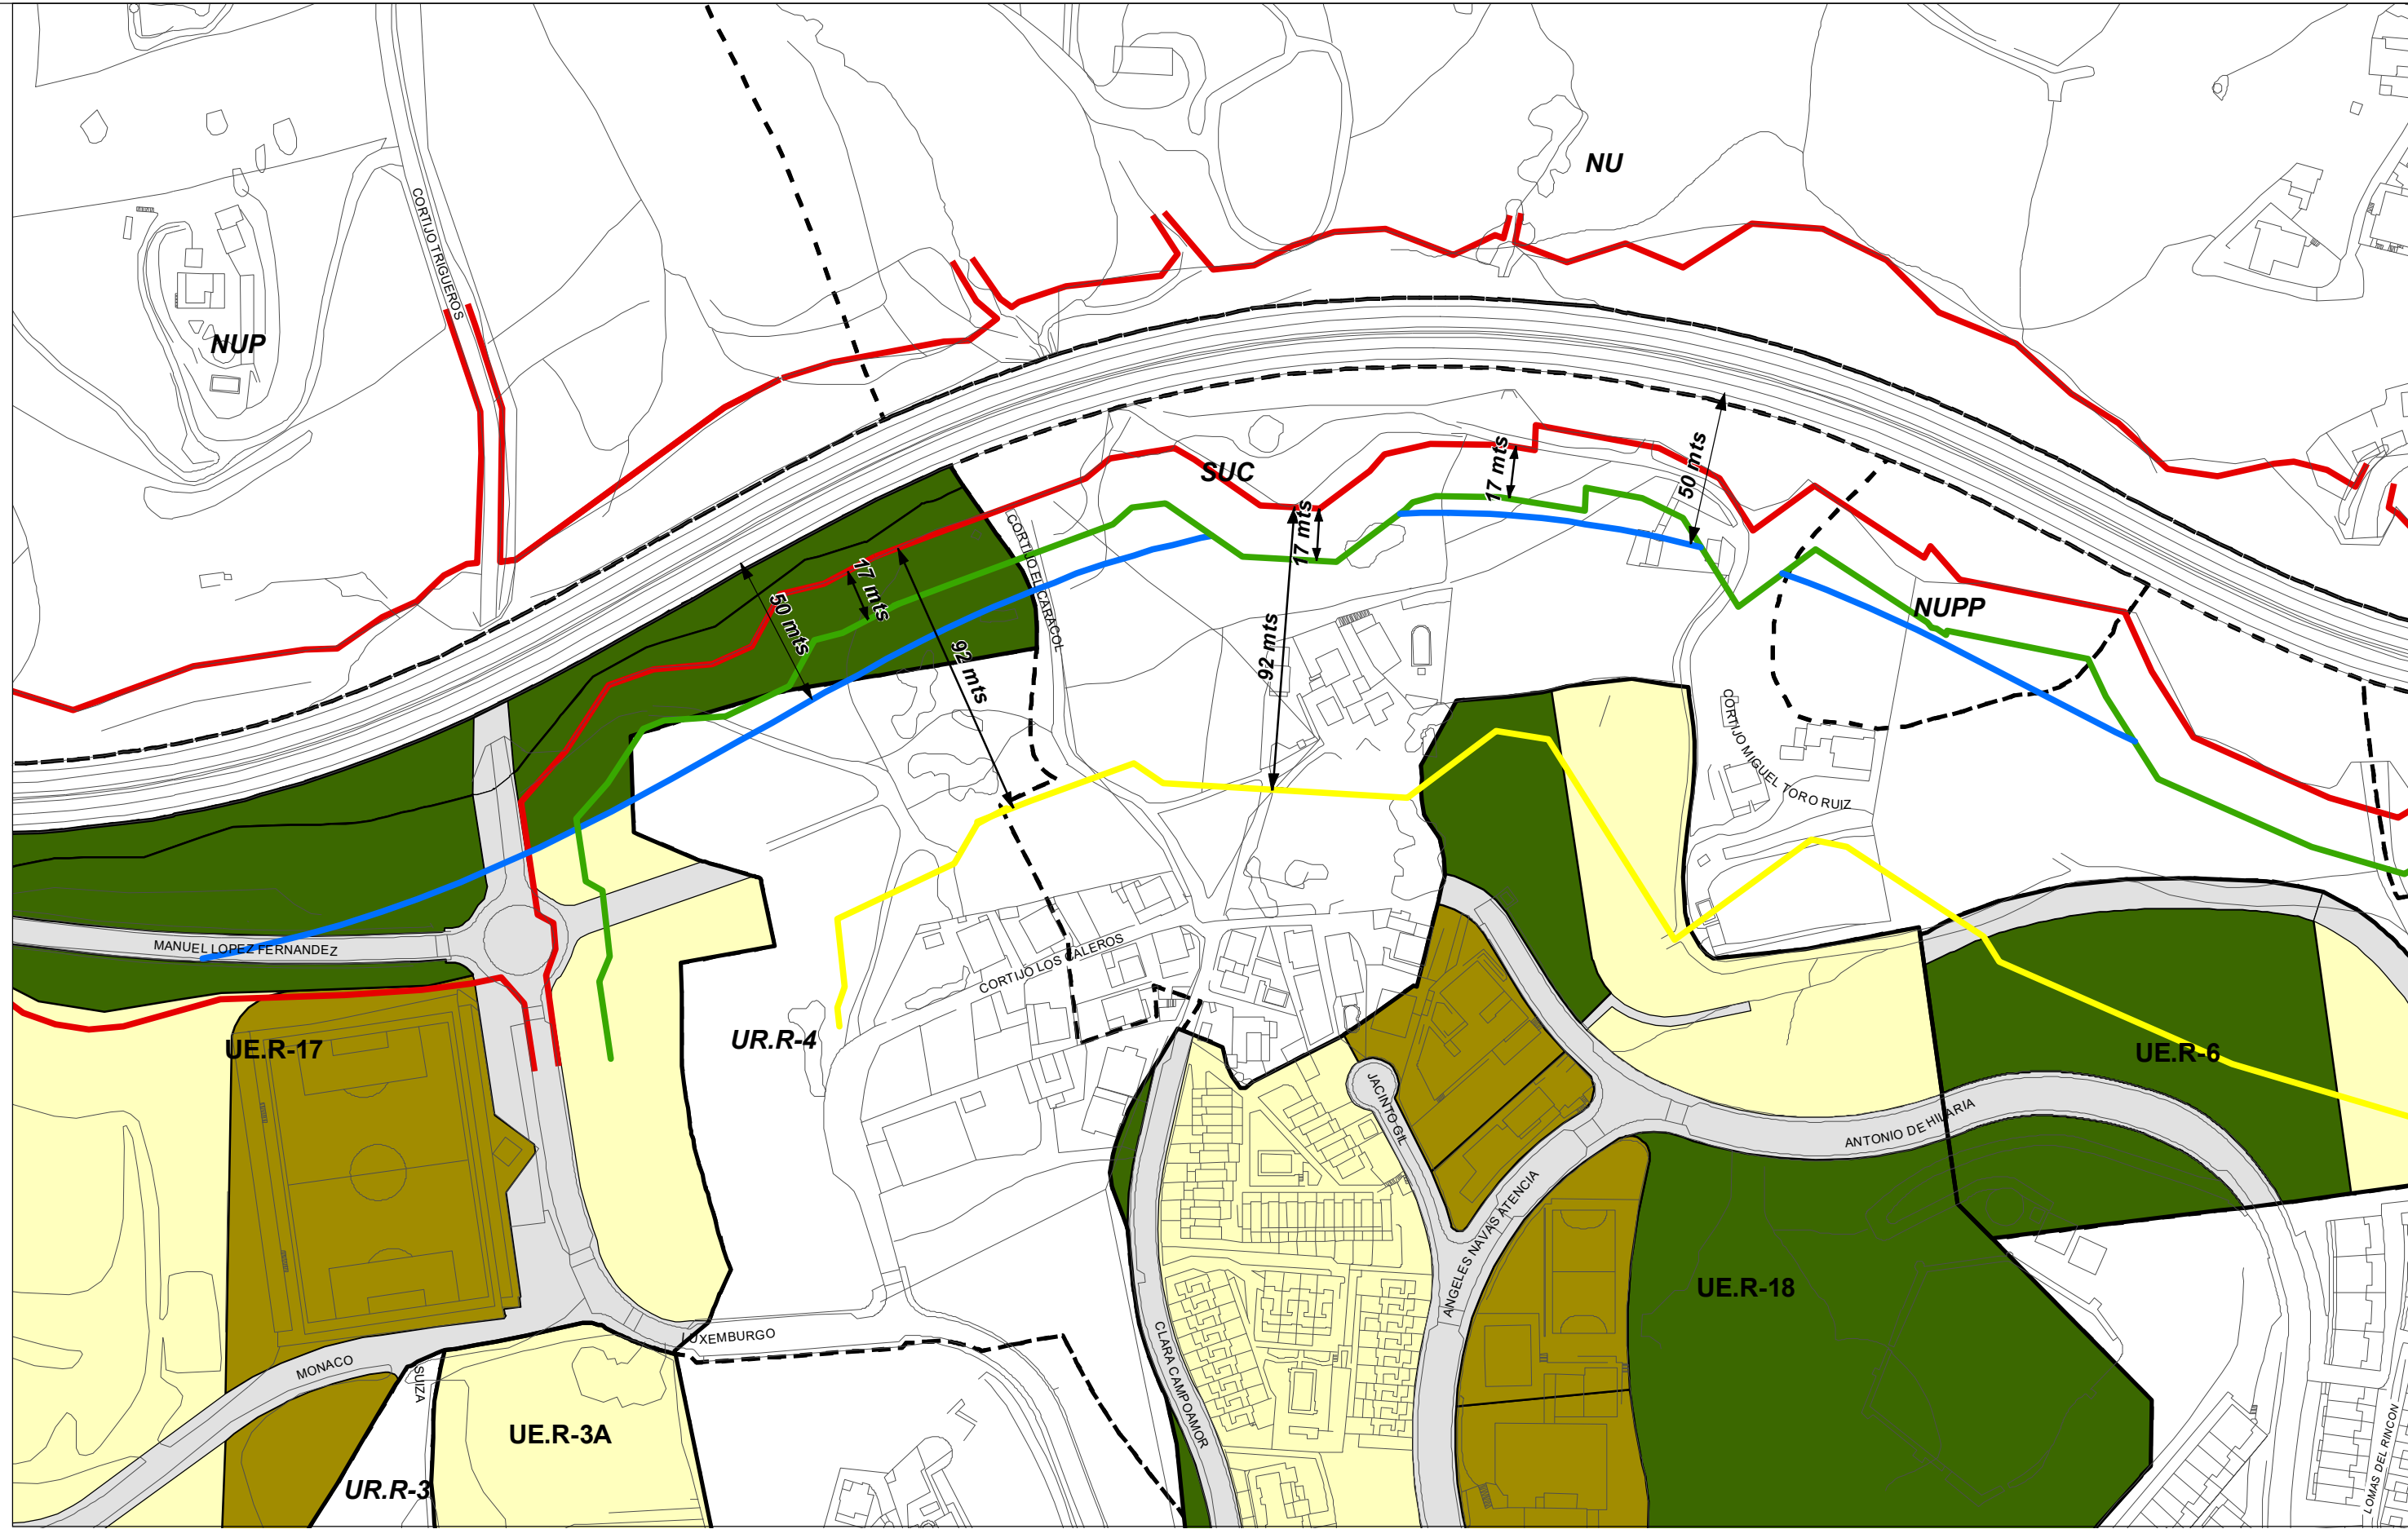 NU
CORTIJO TRIGUEROS
NUP
SUC
17 mts
50 mts
17 mts
CORTIJO EL CARACOL
17 mts
50 mts
NUPP
92 mts
92 mts
CORTIJO MIGUEL TORO RUIZ
MANUEL LOPEZ FERNANDEZ
CORTIJO LOS CALEROS
UR.R-4
UE.R-17
UE.R-6
JACINTO GIL
ANTONIO DE HILARIA
ANGELES NAVAS ATENCIA
UE.R-18
LUXEMBURGO
MONACO
SUIZA
CLARA CAMPOAMOR
UE.R-3A
LOMAS DEL RINCON
UR.R-3